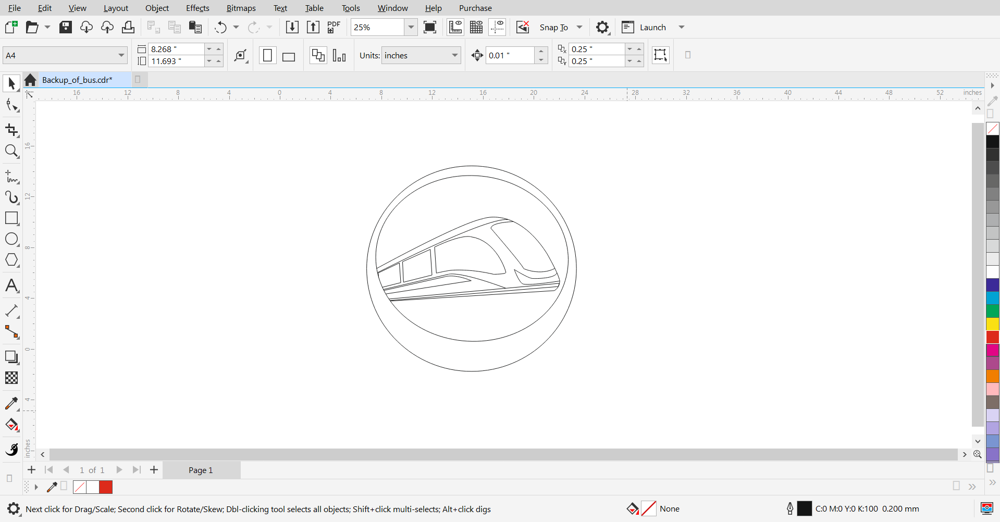 File Edit View Layout Object Effects Bitmaps Text Table Tools Window Help Purchase
PDF 25% Snap To Launch
A4 8.268 " 11.693 " Units: inches 0.01 " 0.25 " 0.25 "
Backup_of_bus.cdr*
16 12 8 4 0 4 8 12 16 20 24 28 32 36 40 44 48 52 inches
16
12
8
4
0
4
inches
1 of 1 Page 1
Next click for Drag/Scale; Second click for Rotate/Skew; Dbl-clicking tool selects all objects; Shift+click multi-selects; Alt+click digs None C:0 M:0 Y:0 K:100 0.200 mm